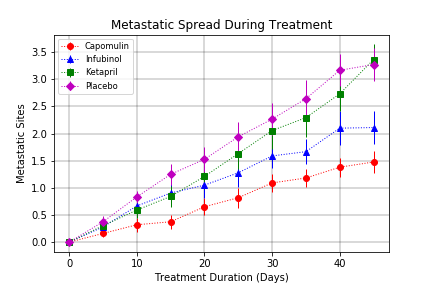 Metastatic Spread During Treatment
Capomulin
Infubinol
Ketapril
Placebo
Metastatic Sites
3.5
3.0
2.5
2.0
1.5
1.0
0.5
0.0
0 10 20 30 40
Treatment Duration (Days)